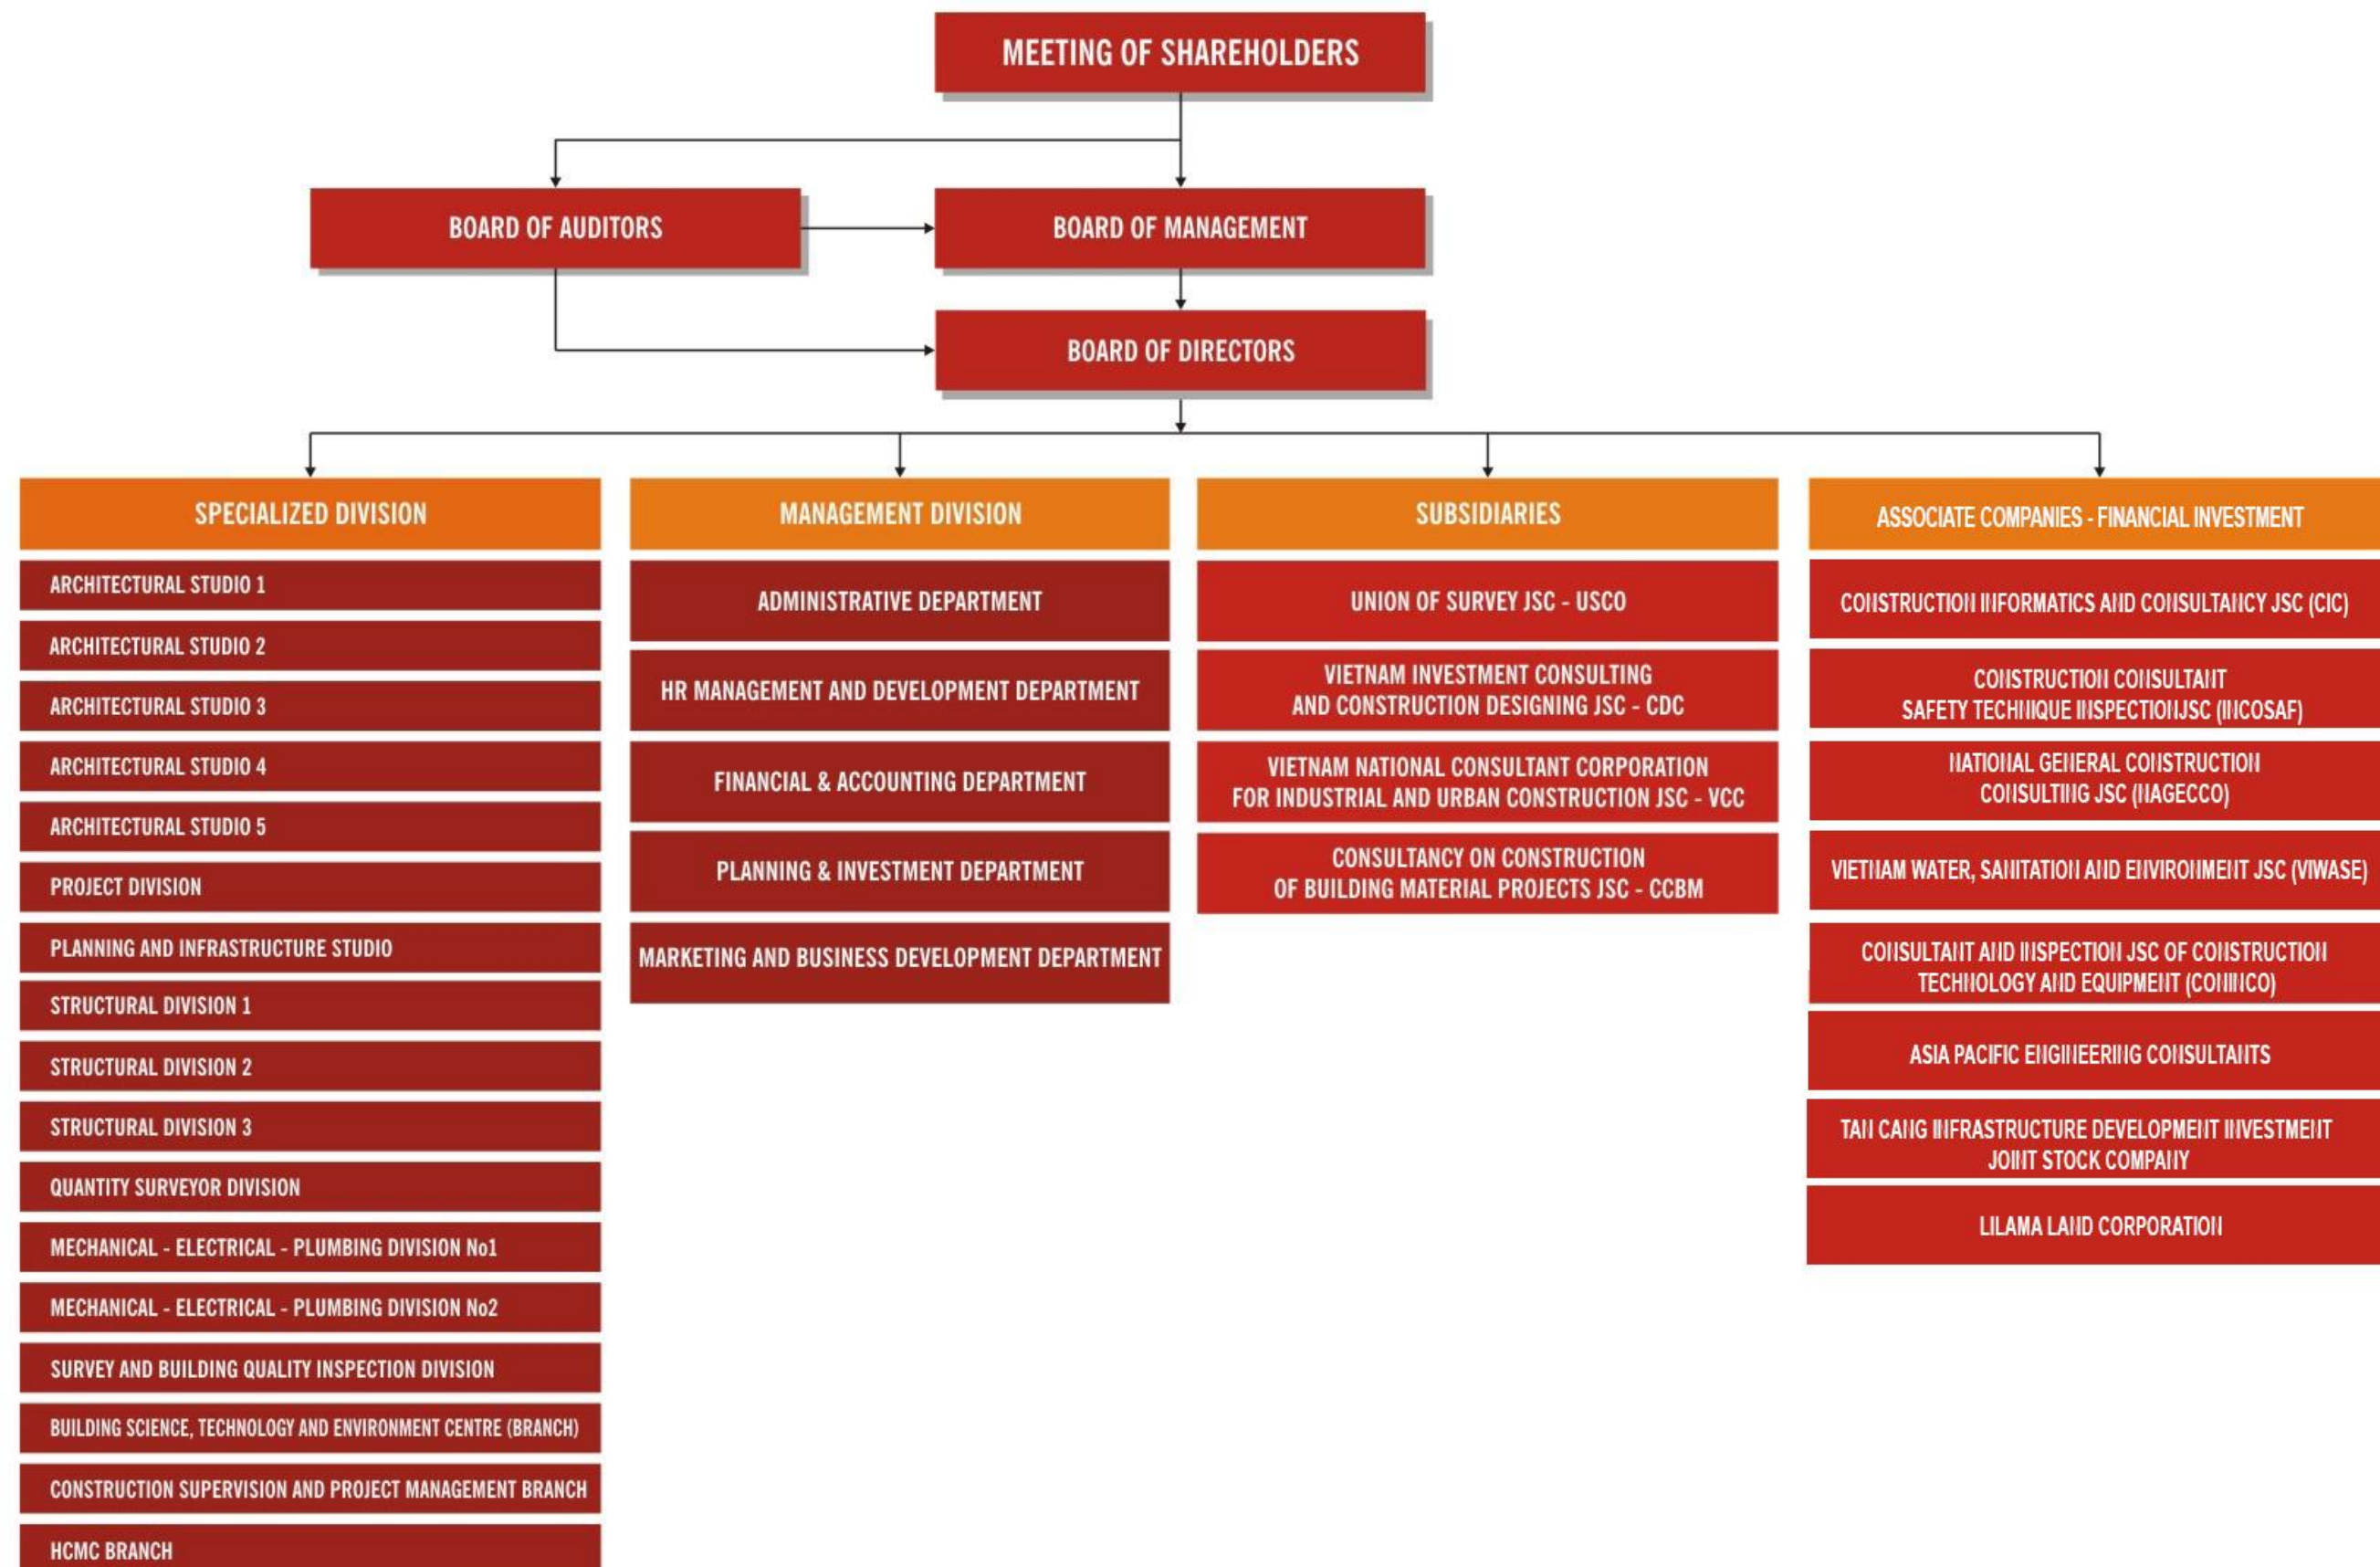 MEETING OF SHAREHOLDERS
BOARD OF AUDITORS
BOARD OF MANAGEMENT
BOARD OF DIRECTORS
SPECIALIZED DIVISION
ARCHITECTURAL STUDIO 1
ARCHITECTURAL STUDIO 2
ARCHITECTURAL STUDIO 3
ARCHITECTURAL STUDIO 4
ARCHITECTURAL STUDIO 5
PROJECT DIVISION
PLANNING AND INFRASTRUCTURE STUDIO
STRUCTURAL DIVISION 1
STRUCTURAL DIVISION 2
STRUCTURAL DIVISION 3
QUANTITY SURVEYOR DIVISION
MECHANICAL - ELECTRICAL - PLUMBING DIVISION No1
MECHANICAL - ELECTRICAL - PLUMBING DIVISION No2
SURVEY AND BUILDING QUALITY INSPECTION DIVISION
BUILDING SCIENCE, TECHNOLOGY AND ENVIRONMENT CENTRE (BRANCH)
CONSTRUCTION SUPERVISION AND PROJECT MANAGEMENT BRANCH
HCMC BRANCH
MANAGEMENT DIVISION
ADMINISTRATIVE DEPARTMENT
HR MANAGEMENT AND DEVELOPMENT DEPARTMENT
FINANCIAL & ACCOUNTING DEPARTMENT
PLANNING & INVESTMENT DEPARTMENT
MARKETING AND BUSINESS DEVELOPMENT DEPARTMENT
SUBSIDIARIES
UNION OF SURVEY JSC - USCO
VIETNAM INVESTMENT CONSULTING
AND CONSTRUCTION DESIGNING JSC - CDC
VIETNAM NATIONAL CONSULTANT CORPORATION
FOR INDUSTRIAL AND URBAN CONSTRUCTION JSC - VCC
CONSULTANCY ON CONSTRUCTION
OF BUILDING MATERIAL PROJECTS JSC - CCBM
ASSOCIATE COMPANIES - FINANCIAL INVESTMENT
CONSTRUCTION INFORMATICS AND CONSULTANCY JSC (CIC)
CONSTRUCTION CONSULTANT
SAFETY TECHNIQUE INSPECTIONJSC (INCOSAF)
NATIONAL GENERAL CONSTRUCTION
CONSULTING JSC (NAGECCO)
VIETNAM WATER, SANITATION AND ENVIRONMENT JSC (VIWASE)
CONSULTANT AND INSPECTION JSC OF CONSTRUCTION
TECHNOLOGY AND EQUIPMENT (CONINCO)
ASIA PACIFIC ENGINEERING CONSULTANTS
TAN CANG INFRASTRUCTURE DEVELOPMENT INVESTMENT
JOINT STOCK COMPANY
LILAMA LAND CORPORATION